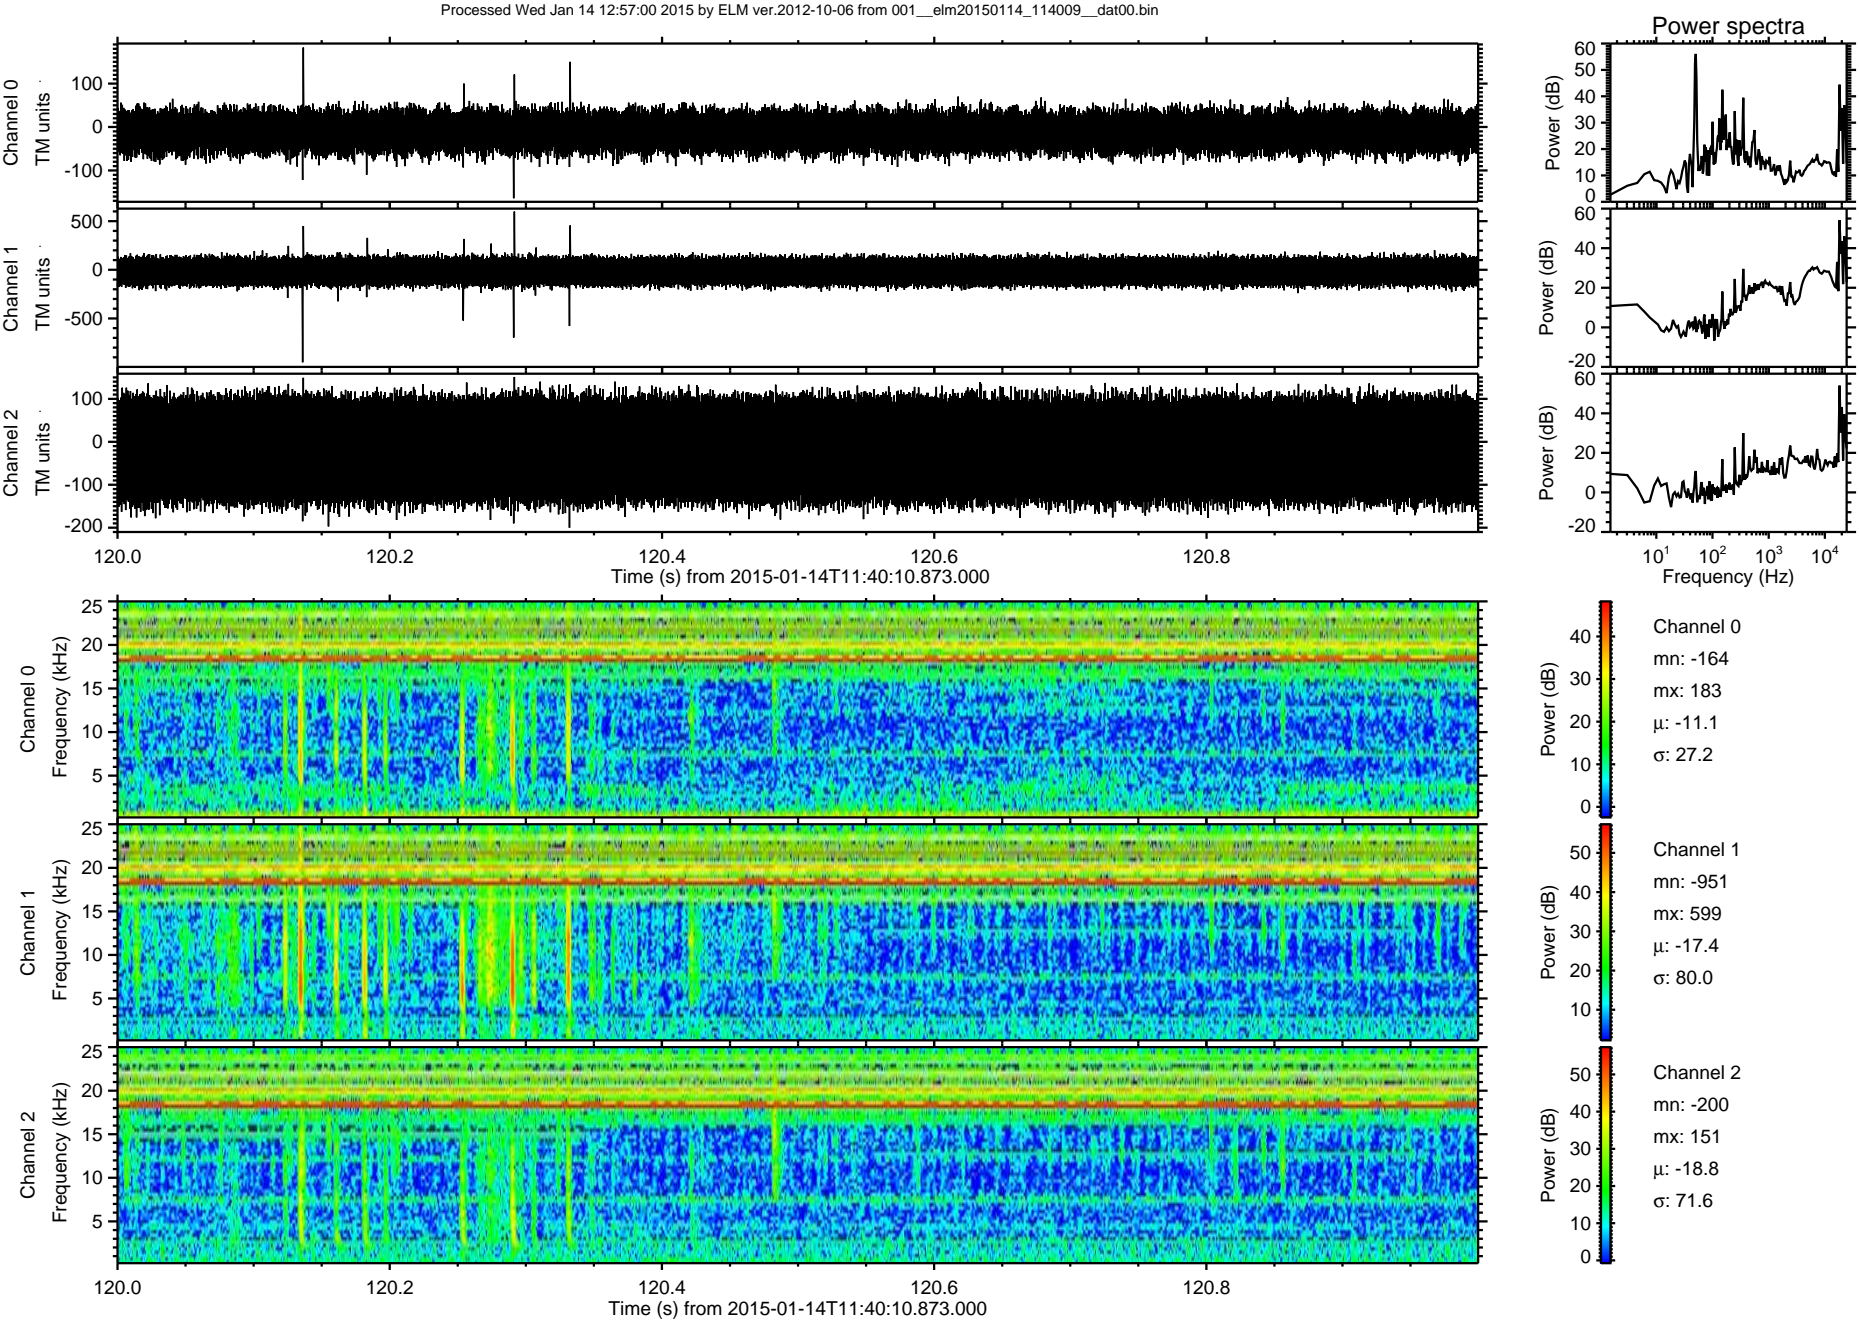 Processed Wed Jan 14 12:57:00 2015 by ELM ver.2012-10-06 from 001__elm20150114_114009__dat00.bin
Power spectra
Channel 0
TM units
100
0
-100
Power (dB)
60
50
40
30
20
10
0
Channel 1
TM units
500
0
-500
Power (dB)
60
40
20
0
-20
Channel 2
TM units
100
0
-100
-200
Power (dB)
60
40
20
0
-20
120.0 120.2 120.4 120.6 120.8
Time (s) from 2015-01-14T11:40:10.873.000
10¹ 10² 10³ 10⁴
Frequency (Hz)
Channel 0
Frequency (kHz)
25
20
15
10
5
Power (dB)
40
30
20
10
0
Channel 0
mn: -164
mx: 183
μ: -11.1
σ: 27.2
Channel 1
Frequency (kHz)
25
20
15
10
5
Power (dB)
50
40
30
20
10
Channel 1
mn: -951
mx: 599
μ: -17.4
σ: 80.0
Channel 2
Frequency (kHz)
25
20
15
10
5
Power (dB)
50
40
30
20
10
0
Channel 2
mn: -200
mx: 151
μ: -18.8
σ: 71.6
120.0 120.2 120.4 120.6 120.8
Time (s) from 2015-01-14T11:40:10.873.000